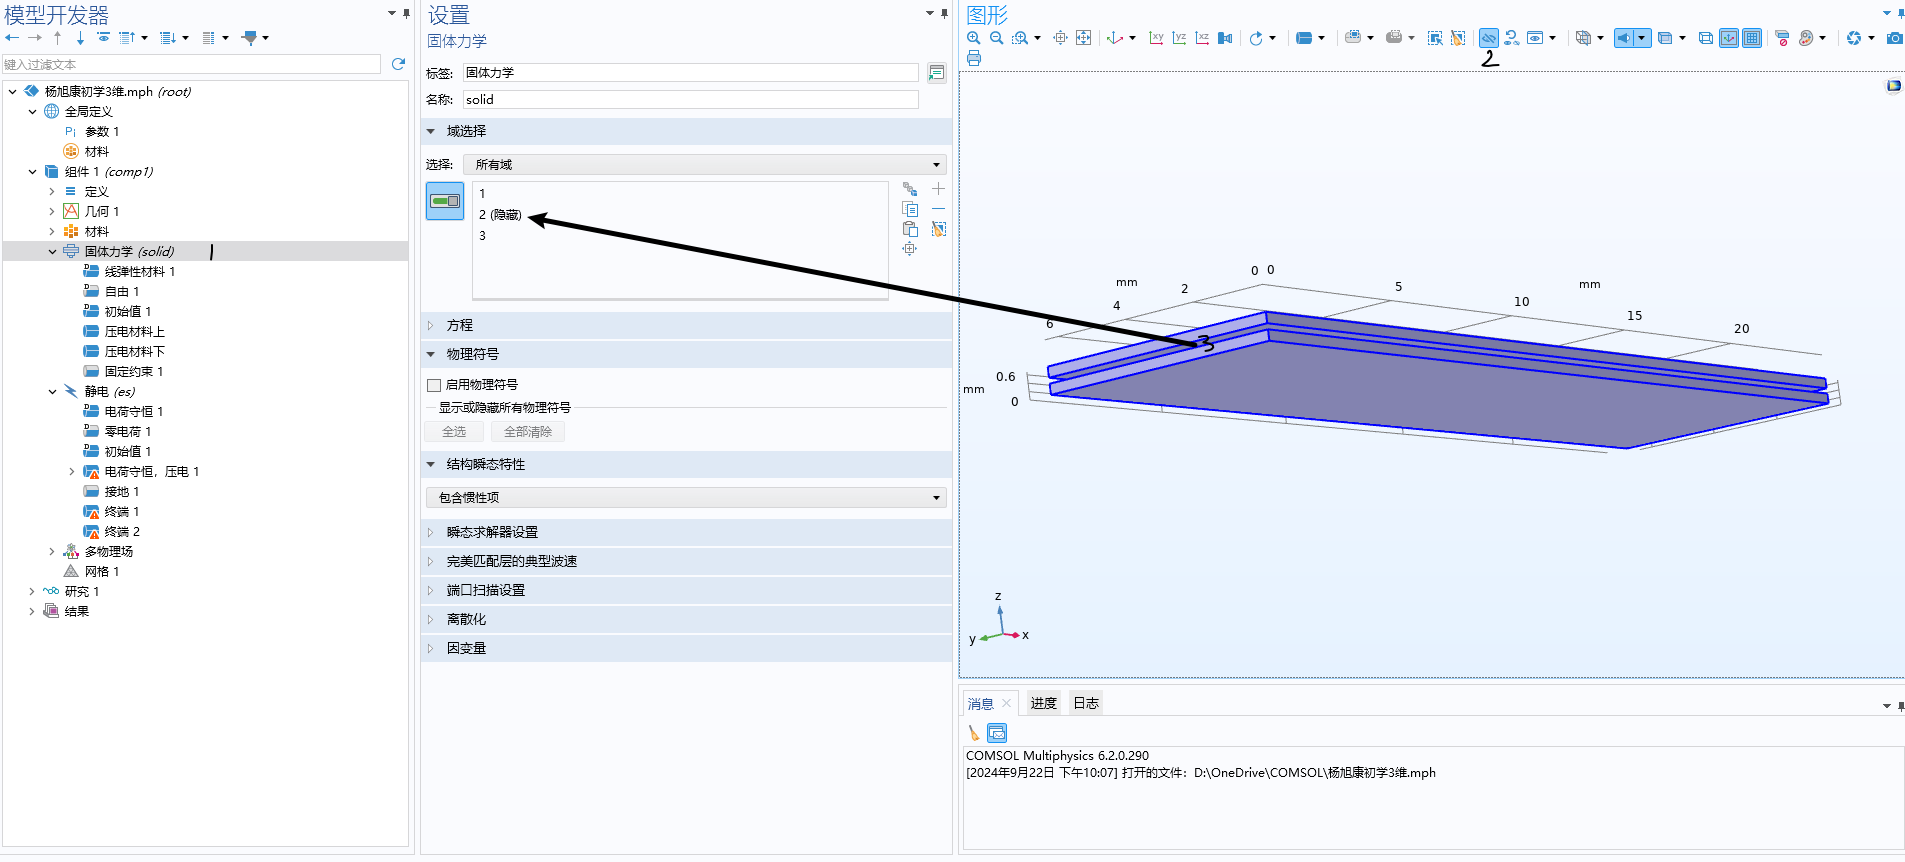 模型开发器
键入过滤文本
杨旭康初学3维.mph (root)
全局定义
Pi 参数 1
材料
组件 1 (comp1)
定义
几何 1
材料
固体力学 (solid) 1
线弹性材料 1
自由 1
初始值 1
压电材料上
压电材料下
固定约束 1
静电 (es)
电荷守恒 1
零电荷 1
初始值 1
电荷守恒, 压电 1
接地 1
终端 1
终端 2
多物理场
网格 1
研究 1
结果
设置
固体力学
标签: 固体力学
名称: solid
域选择
选择: 所有域
1
2 (隐藏)
3
方程
物理符号
启用物理符号
显示或隐藏所有物理符号
全选 全部清除
结构瞬态特性
包含惯性项
瞬态求解器设置
完美匹配层的典型波速
端口扫描设置
离散化
因变量
图形
xy yz xz
2
0 0
mm 2 5 mm
4 10
6 15
20
3
0.6
mm
0
z
y x
消息 进度 日志
COMSOL Multiphysics 6.2.0.290
[2024年9月22日 下午10:07] 打开的文件: D:\OneDrive\COMSOL\杨旭康初学3维.mph